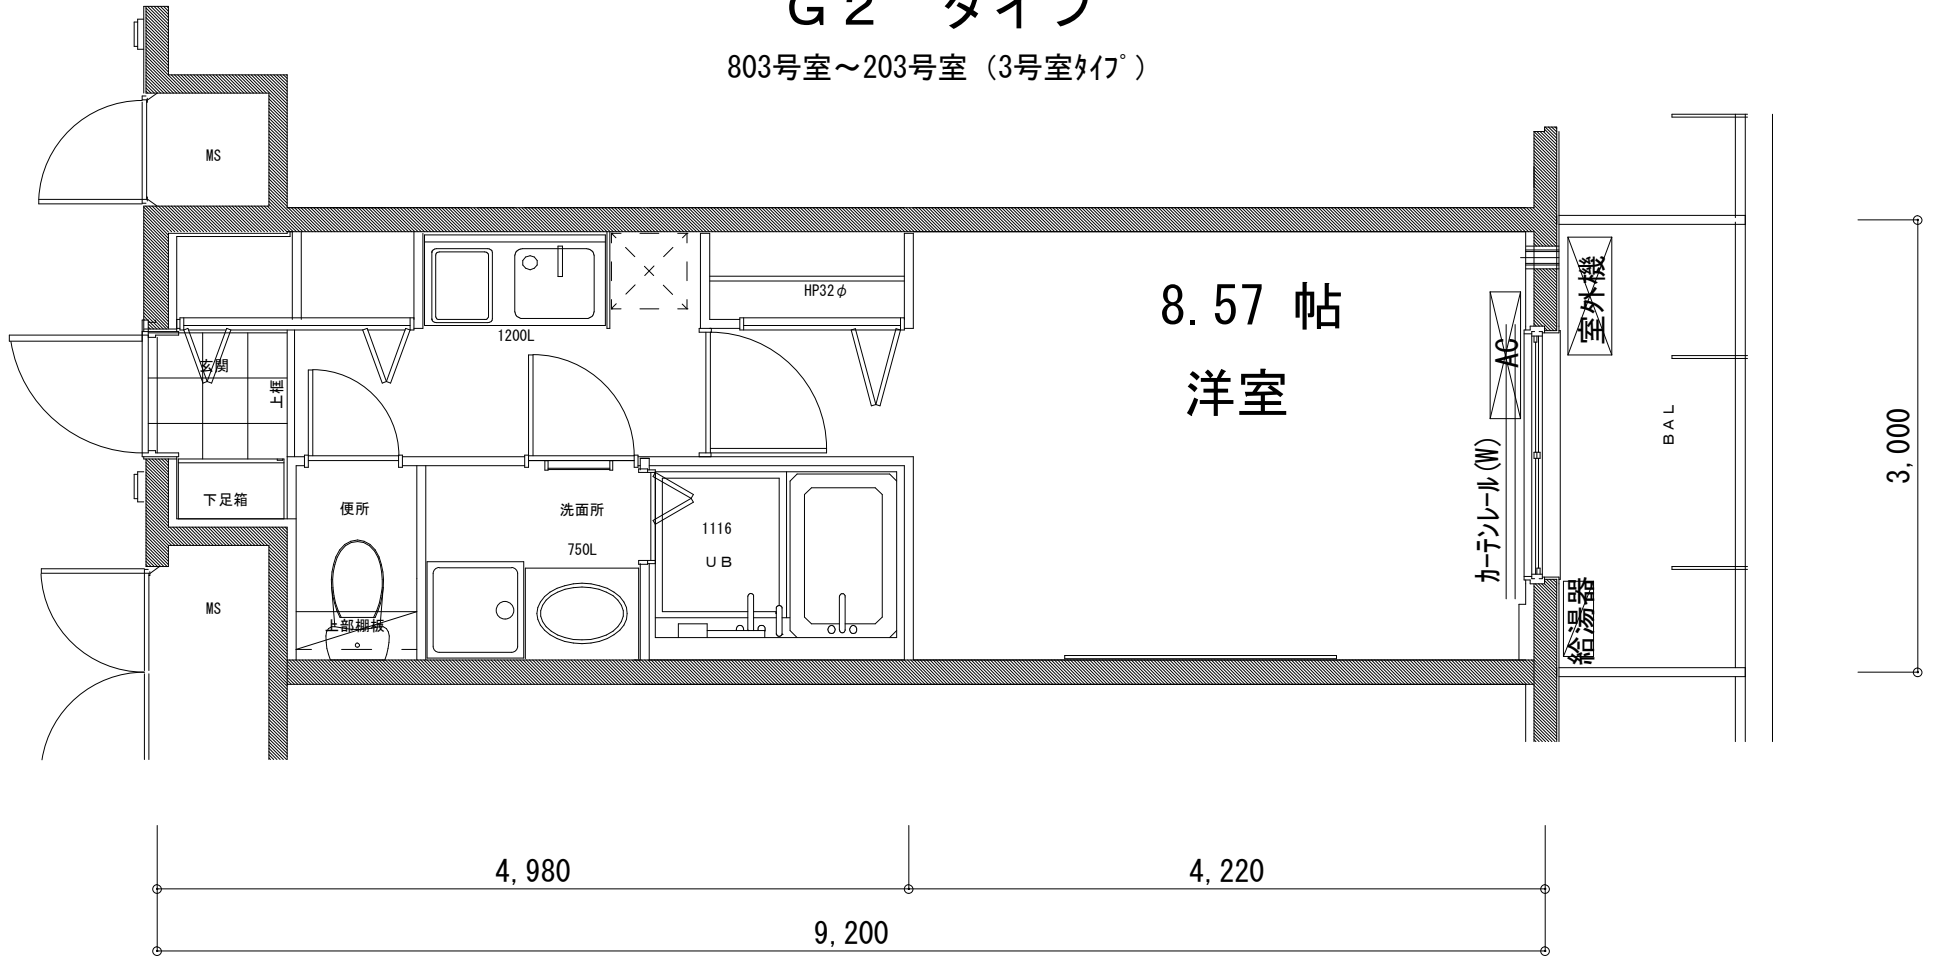 G2 タイプ
803号室～203号室 (3号室ﾀｲﾌﾟ)
MS
HP32φ
1200L
8.57 帖
洋室
室外機
AC
玄関
上框
BAL
3,000
カーテンレール(W)
下足箱
便所
洗面所
750L
1116
UB
給湯器
MS
上部棚板
4,980
4,220
9,200